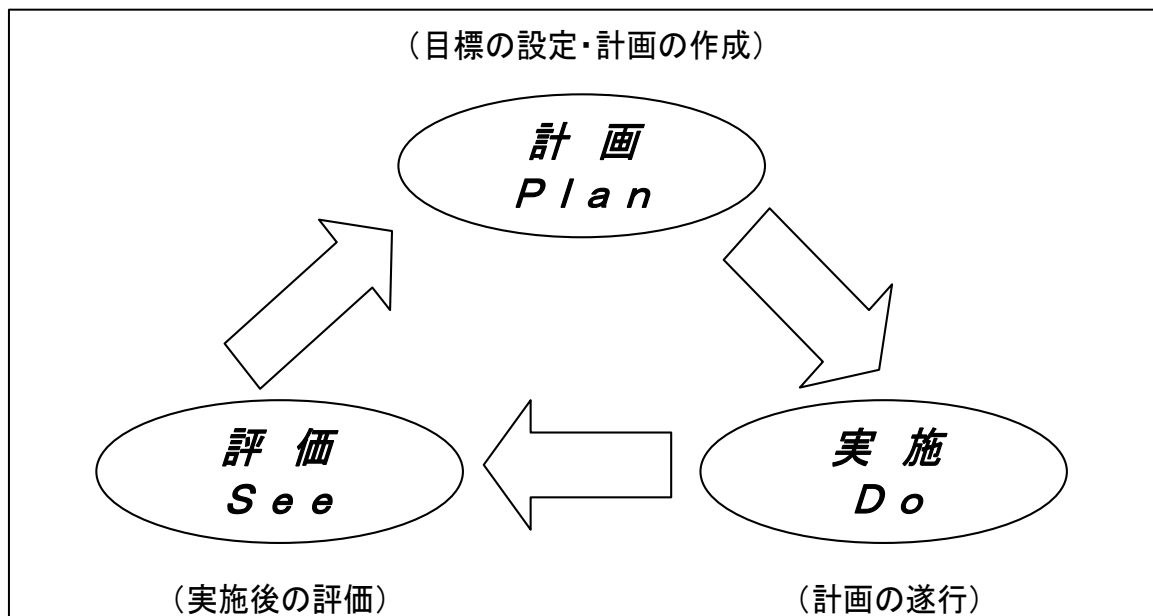 （目標の設定・計画の作成）
計 画
Ｐｌａｎ
評 価
Ｓｅｅ
実 施
Ｄｏ
（実施後の評価）
（計画の遂行）